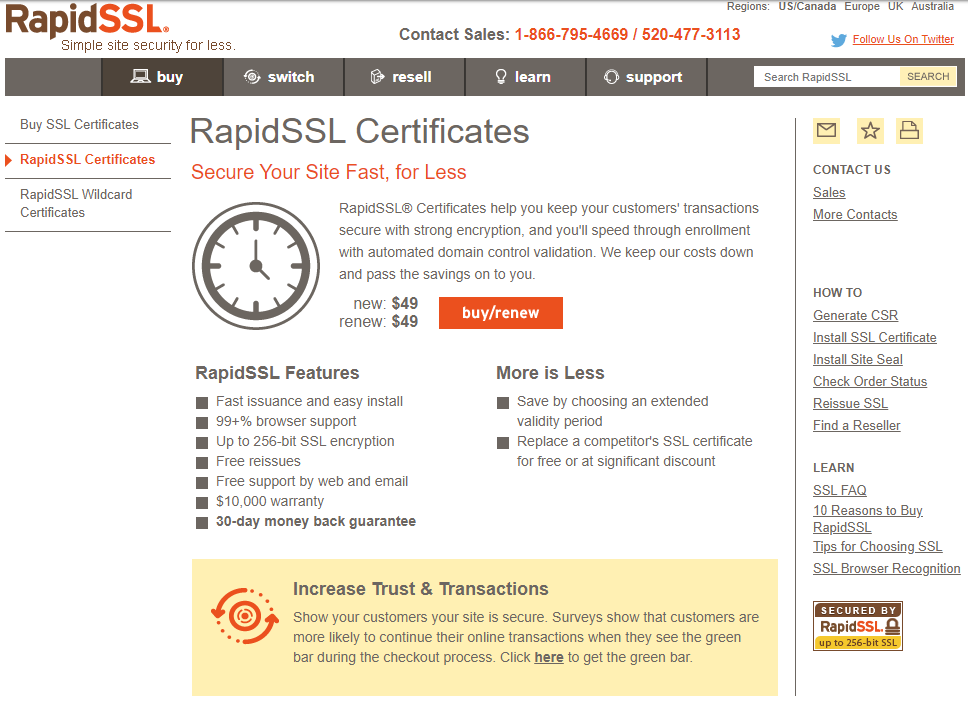 Regions: US/Canada Europe UK Australia
RapidSSL.
Simple site security for less.
Contact Sales: 1-866-795-4669 / 520-477-3113
Follow Us On Twitter
buy switch resell learn support
Search RapidSSL SEARCH
Buy SSL Certificates
RapidSSL Certificates
RapidSSL Wildcard
Certificates
RapidSSL Certificates
Secure Your Site Fast, for Less
RapidSSL® Certificates help you keep your customers' transactions
secure with strong encryption, and you'll speed through enrollment
with automated domain control validation. We keep our costs down
and pass the savings on to you.
new: $49
renew: $49
buy/renew
RapidSSL Features
Fast issuance and easy install
99+% browser support
Up to 256-bit SSL encryption
Free reissues
Free support by web and email
$10,000 warranty
30-day money back guarantee
More is Less
Save by choosing an extended
validity period
Replace a competitor's SSL certificate
for free or at significant discount
Increase Trust & Transactions
Show your customers your site is secure. Surveys show that customers are
more likely to continue their online transactions when they see the green
bar during the checkout process. Click here to get the green bar.
CONTACT US
Sales
More Contacts
HOW TO
Generate CSR
Install SSL Certificate
Install Site Seal
Check Order Status
Reissue SSL
Find a Reseller
LEARN
SSL FAQ
10 Reasons to Buy
RapidSSL
Tips for Choosing SSL
SSL Browser Recognition
SECURED BY
RapidSSL.
up to 256-bit SSL